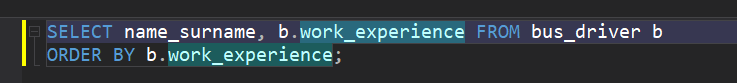 SELECT name_surname, b.work_experience FROM bus_driver b
ORDER BY b.work_experience;